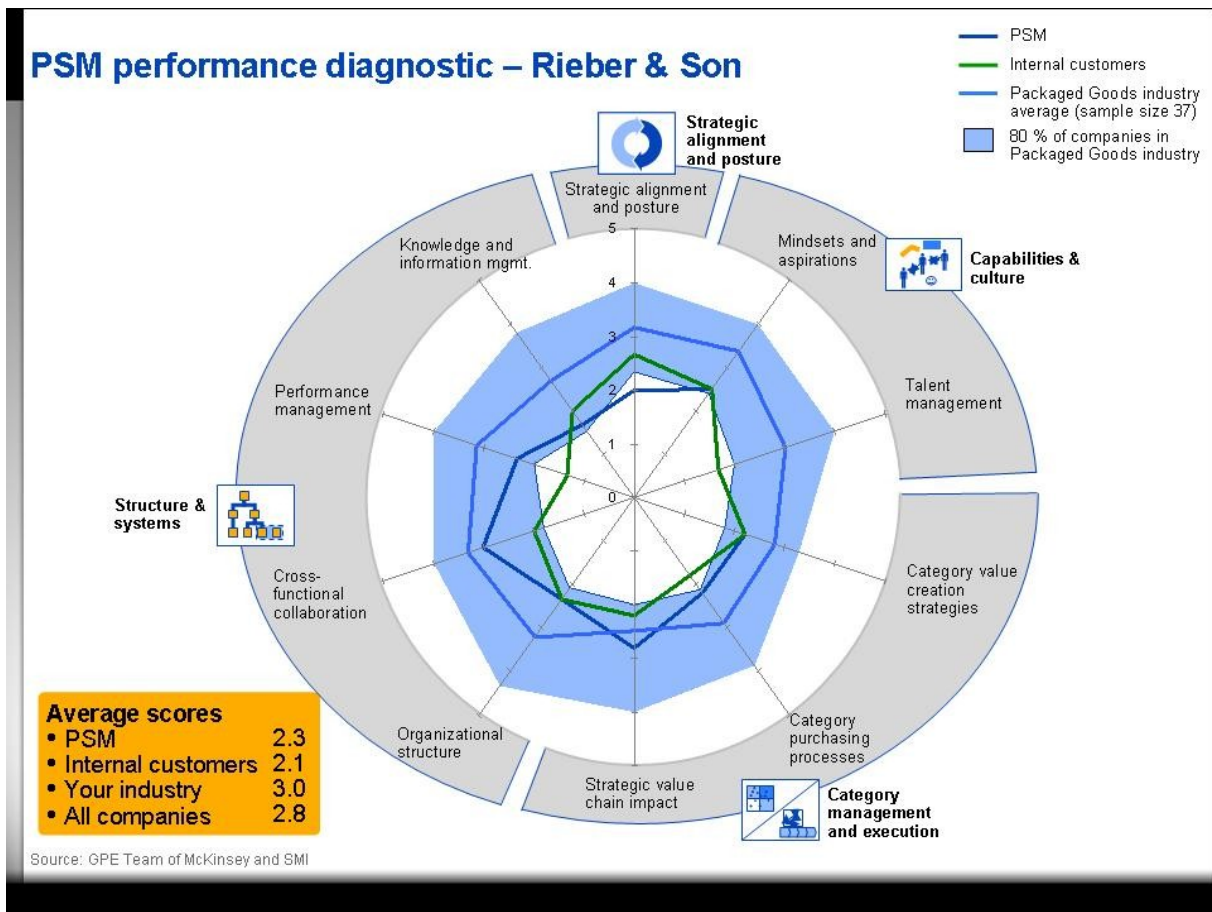 PSM performance diagnostic – Rieber & Son
PSM
Internal customers
Packaged Goods industry
average (sample size 37)
80 % of companies in
Packaged Goods industry
Strategic
alignment
and posture
Strategic alignment
and posture
Knowledge and
information mgmt.
Mindsets and
aspirations
Capabilities &
culture
Performance
management
Talent
management
Structure &
systems
Cross-
functional
collaboration
Category value
creation
strategies
Organizational
structure
Category
purchasing
processes
Strategic value
chain impact
Category
management
and execution
5
4
3
2
1
0
Average scores
• PSM 2.3
• Internal customers 2.1
• Your industry 3.0
• All companies 2.8
Source: GPE Team of McKinsey and SMI